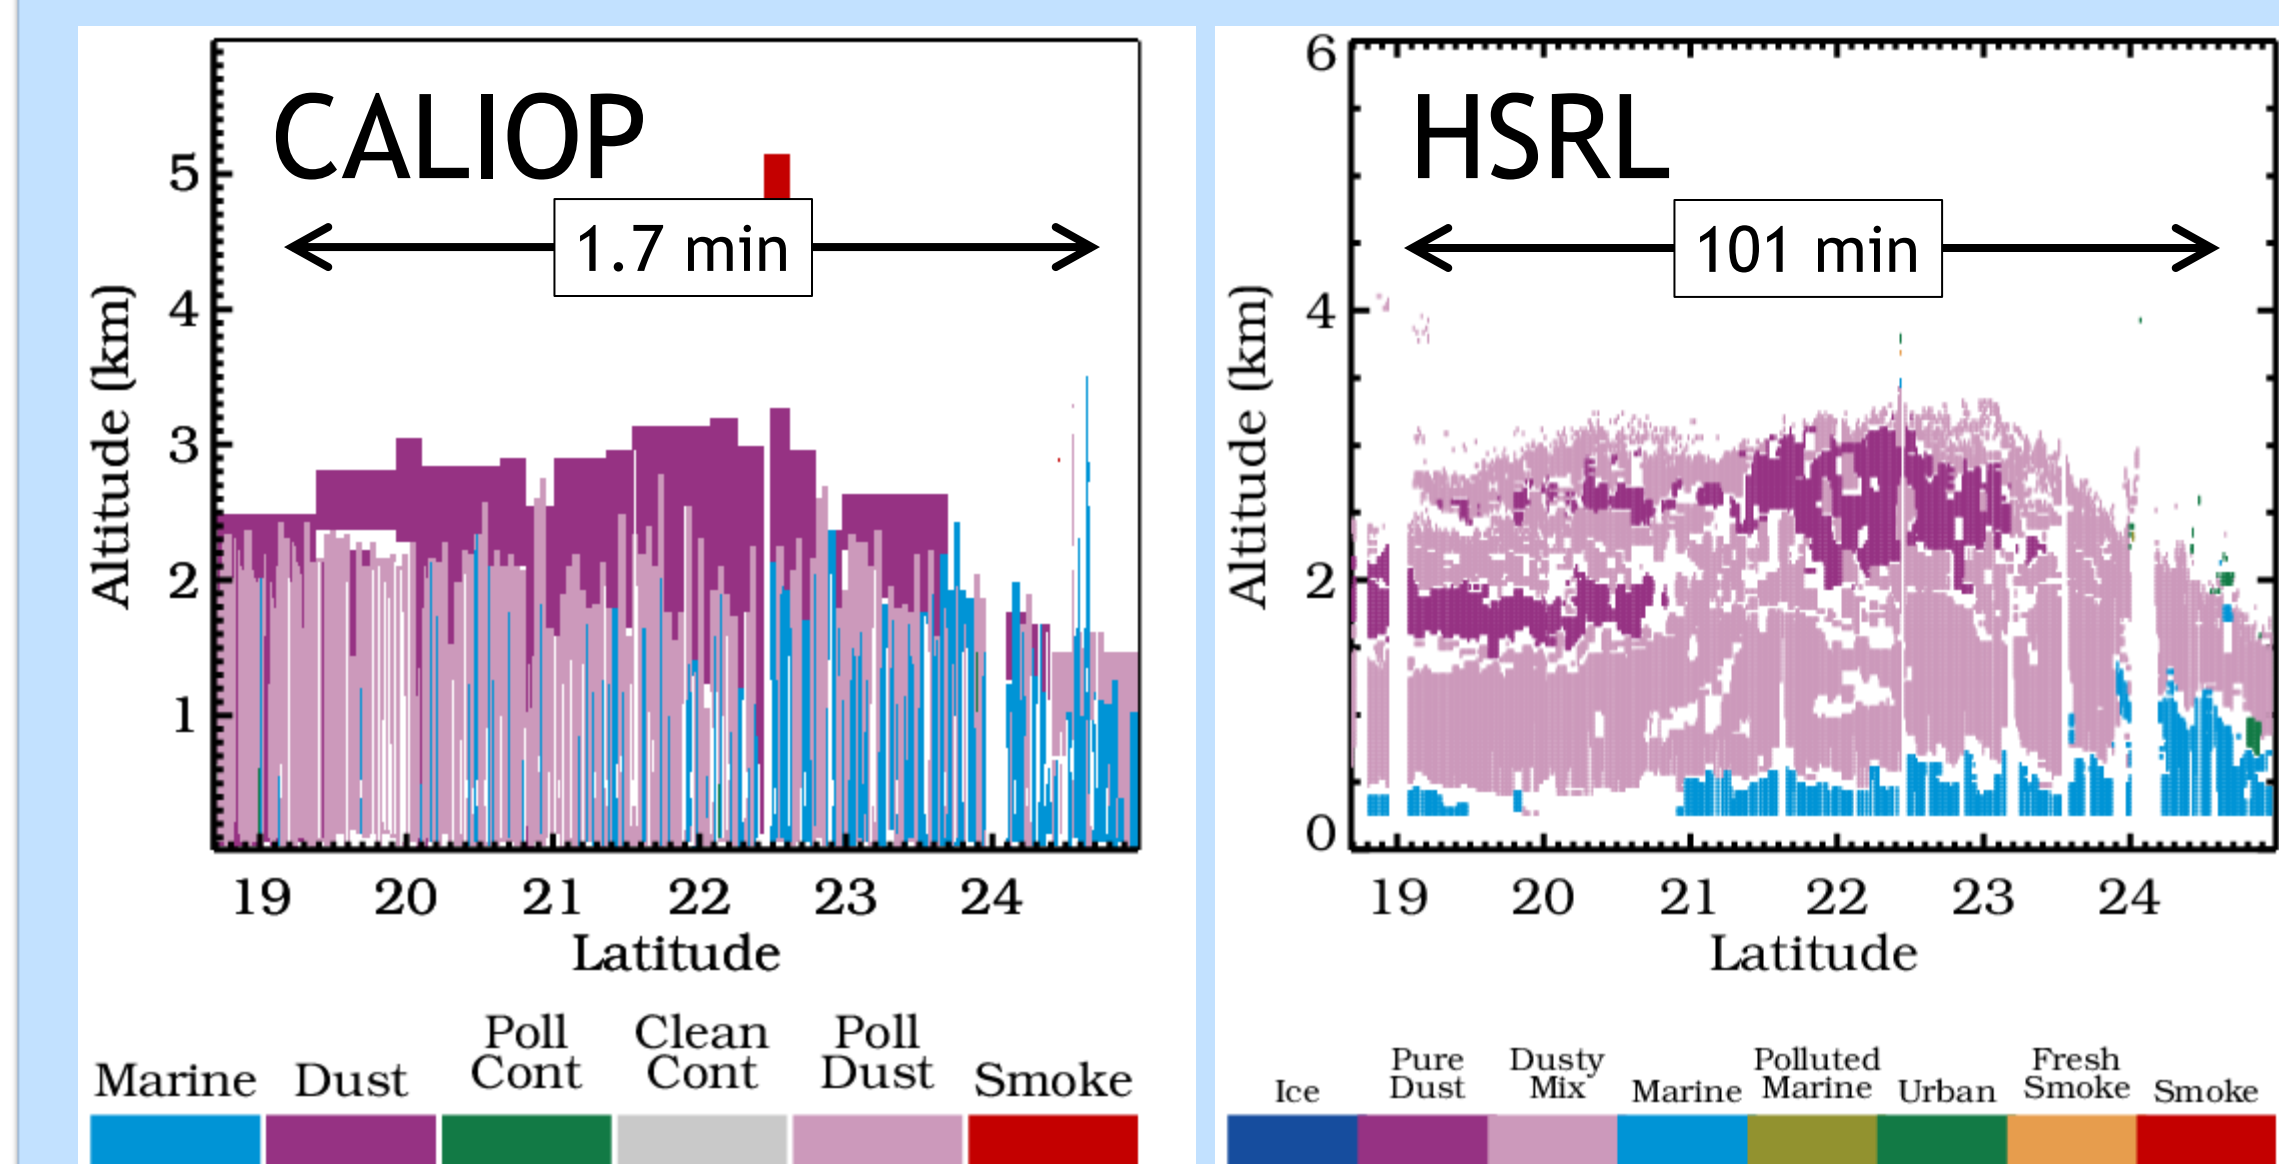 CALIOP
1.7 min
5
4
3
2
1
Altitude (km)
19 20 21 22 23 24
Latitude
Marine Dust Poll Cont Clean Cont Poll Dust Smoke
HSRL
101 min
6
4
2
0
Altitude (km)
19 20 21 22 23 24
Latitude
Ice Pure Dust Dusty Mix Marine Polluted Marine Urban Fresh Smoke Smoke